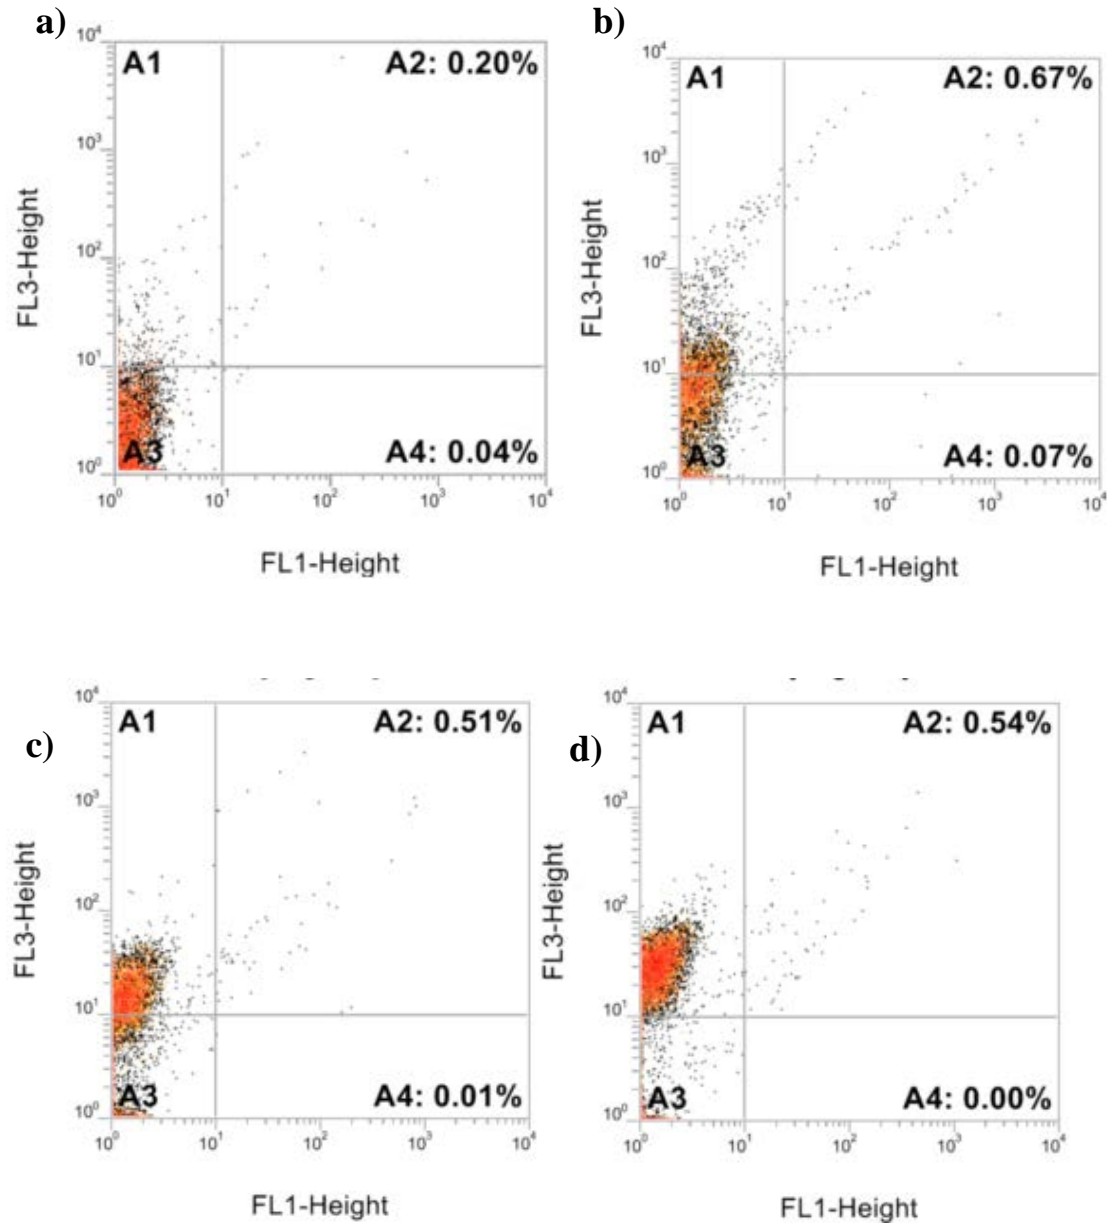 a)
10⁴
A1 A2: 0.20%
10³
FL3-Height
10²
10¹
A3 A4: 0.04%
10⁰
10⁰ 10¹ 10² 10³ 10⁴
FL1-Height
b)
10⁴
A1 A2: 0.67%
10³
FL3-Height
10²
10¹
A3 A4: 0.07%
10⁰
10⁰ 10¹ 10² 10³ 10⁴
FL1-Height
c)
10⁴
A1 A2: 0.51%
10³
FL3-Height
10²
10¹
A3 A4: 0.01%
10⁰
10⁰ 10¹ 10² 10³ 10⁴
FL1-Height
d)
10⁴
A1 A2: 0.54%
10³
FL3-Height
10²
10¹
A3 A4: 0.00%
10⁰
10⁰ 10¹ 10² 10³ 10⁴
FL1-Height